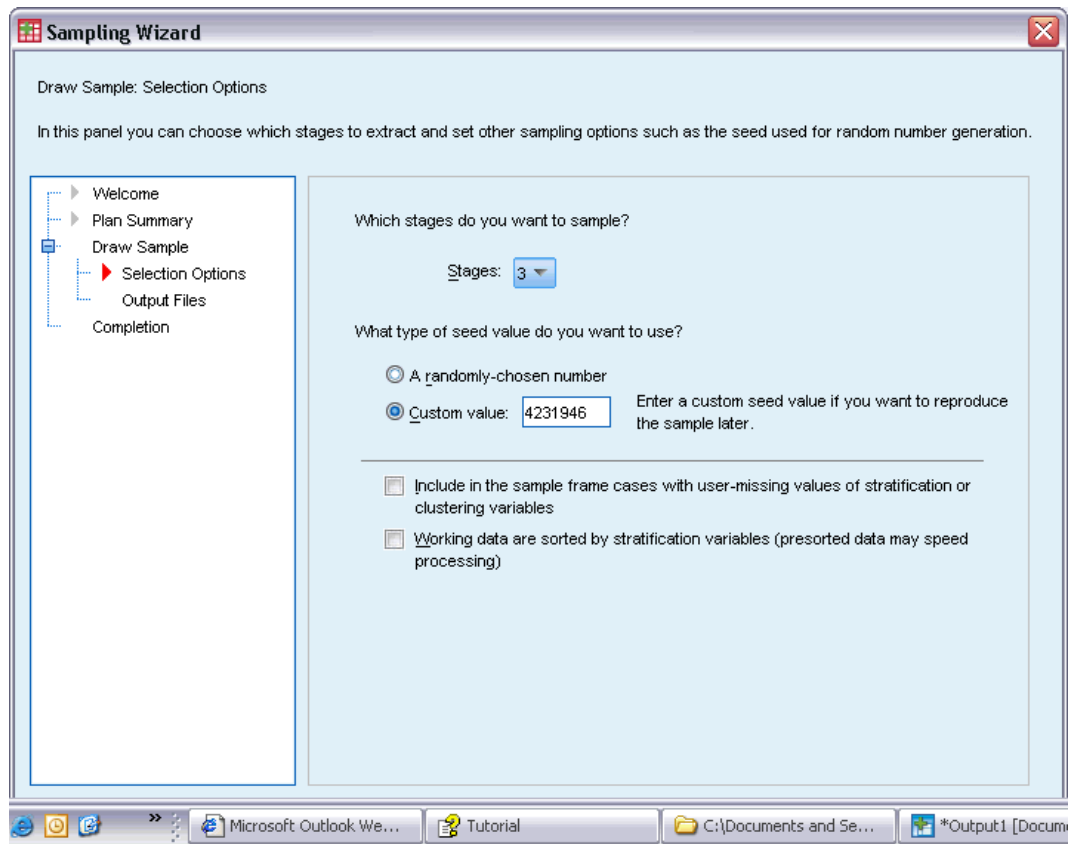 Sampling Wizard
Draw Sample: Selection Options
In this panel you can choose which stages to extract and set other sampling options such as the seed used for random number generation.
Welcome
Plan Summary
Draw Sample
Selection Options
Output Files
Completion
Which stages do you want to sample?
Stages: 3
What type of seed value do you want to use?
A randomly-chosen number
Custom value: 4231946
Enter a custom seed value if you want to reproduce
the sample later.
Include in the sample frame cases with user-missing values of stratification or
clustering variables
Working data are sorted by stratification variables (presorted data may speed
processing)
» Microsoft Outlook We... Tutorial C:\Documents and Se... *Output1 [Docum